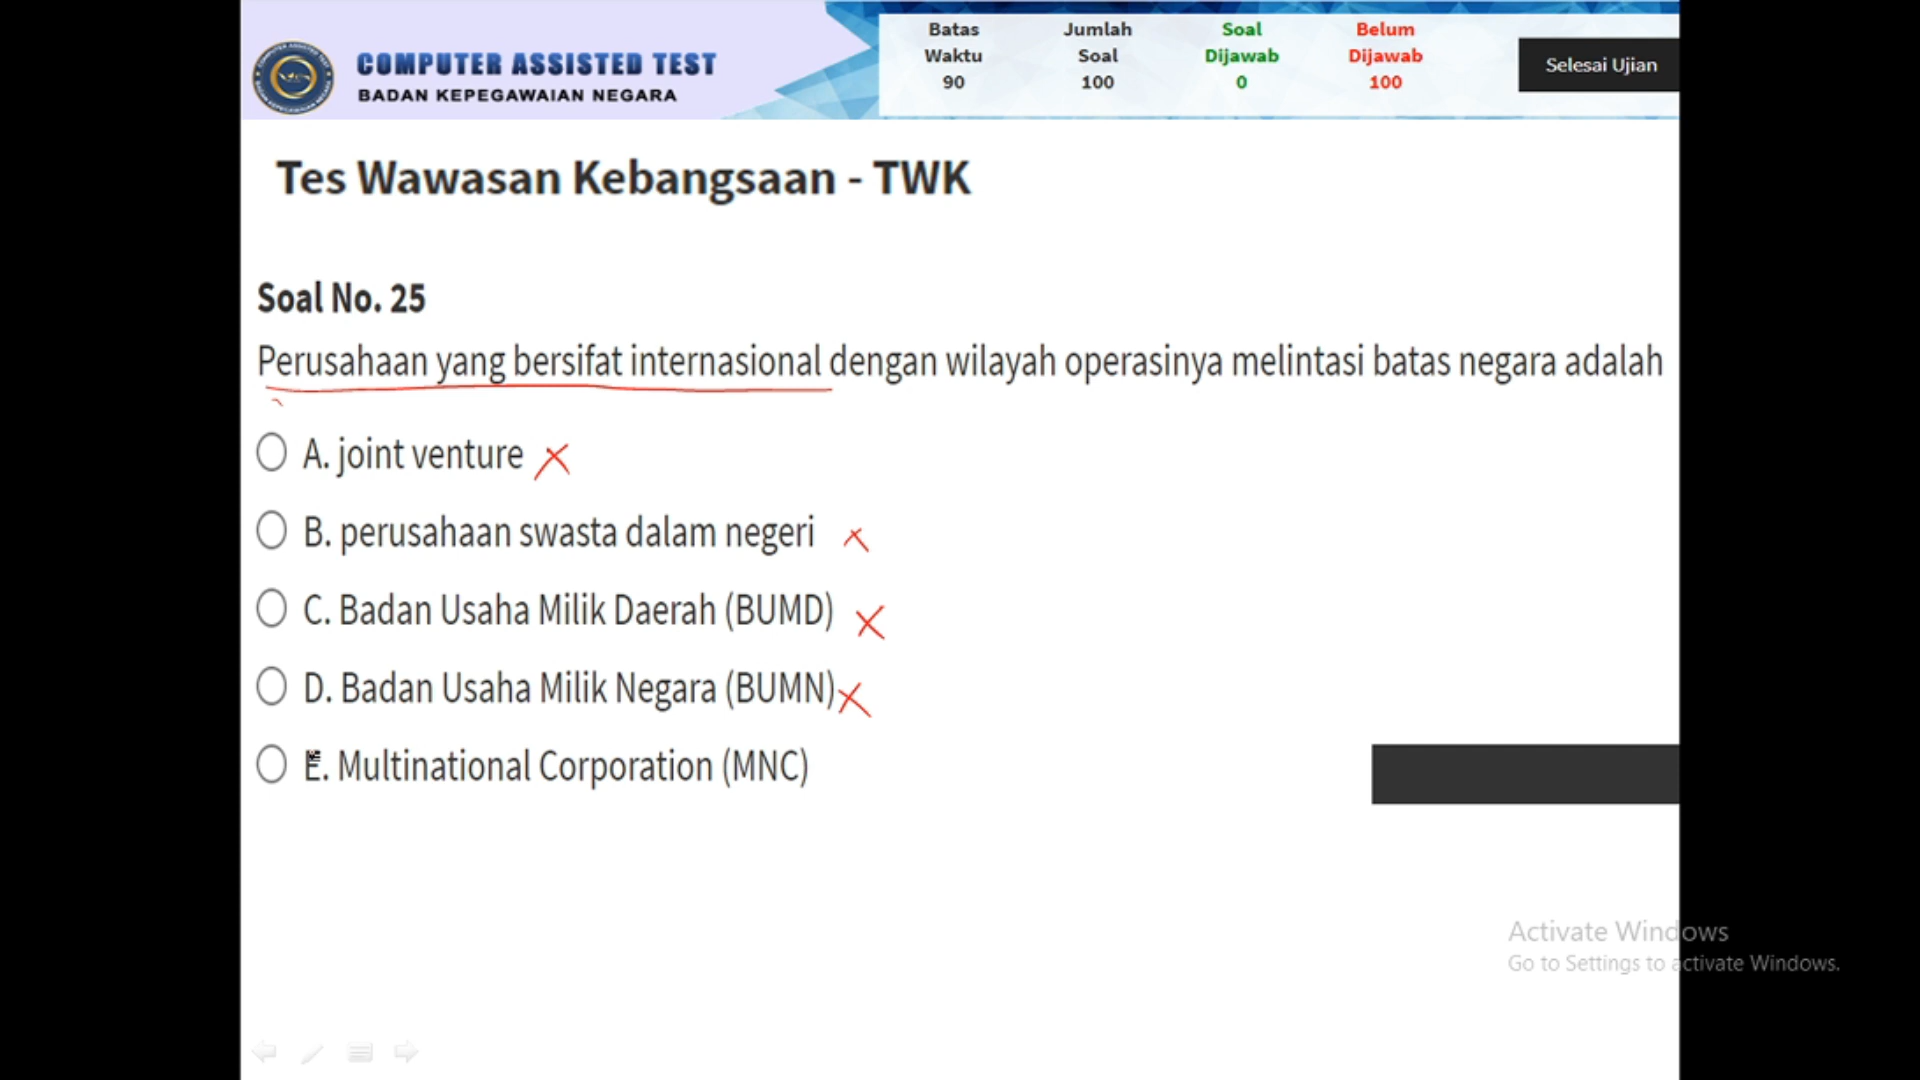 COMPUTER ASSISTED TEST
BADAN KEPEGAWAIAN NEGARA
Batas Waktu 90
Jumlah Soal 100
Soal Dijawab 0
Belum Dijawab 100
Selesai Ujian
Tes Wawasan Kebangsaan - TWK
Soal No. 25
Perusahaan yang bersifat internasional dengan wilayah operasinya melintasi batas negara adalah
A. joint venture
B. perusahaan swasta dalam negeri
C. Badan Usaha Milik Daerah (BUMD)
D. Badan Usaha Milik Negara (BUMN)
E. Multinational Corporation (MNC)
Activate Windows
Go to Settings to activate Windows.